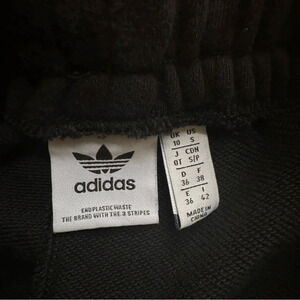 adidas
END PLASTIC WASTE
THE BRAND WITH THE 3 STRIPES
UK US
10 S
J CDN
OT S/P
D F
36 38
E I
36 42
MADE IN
CHINA